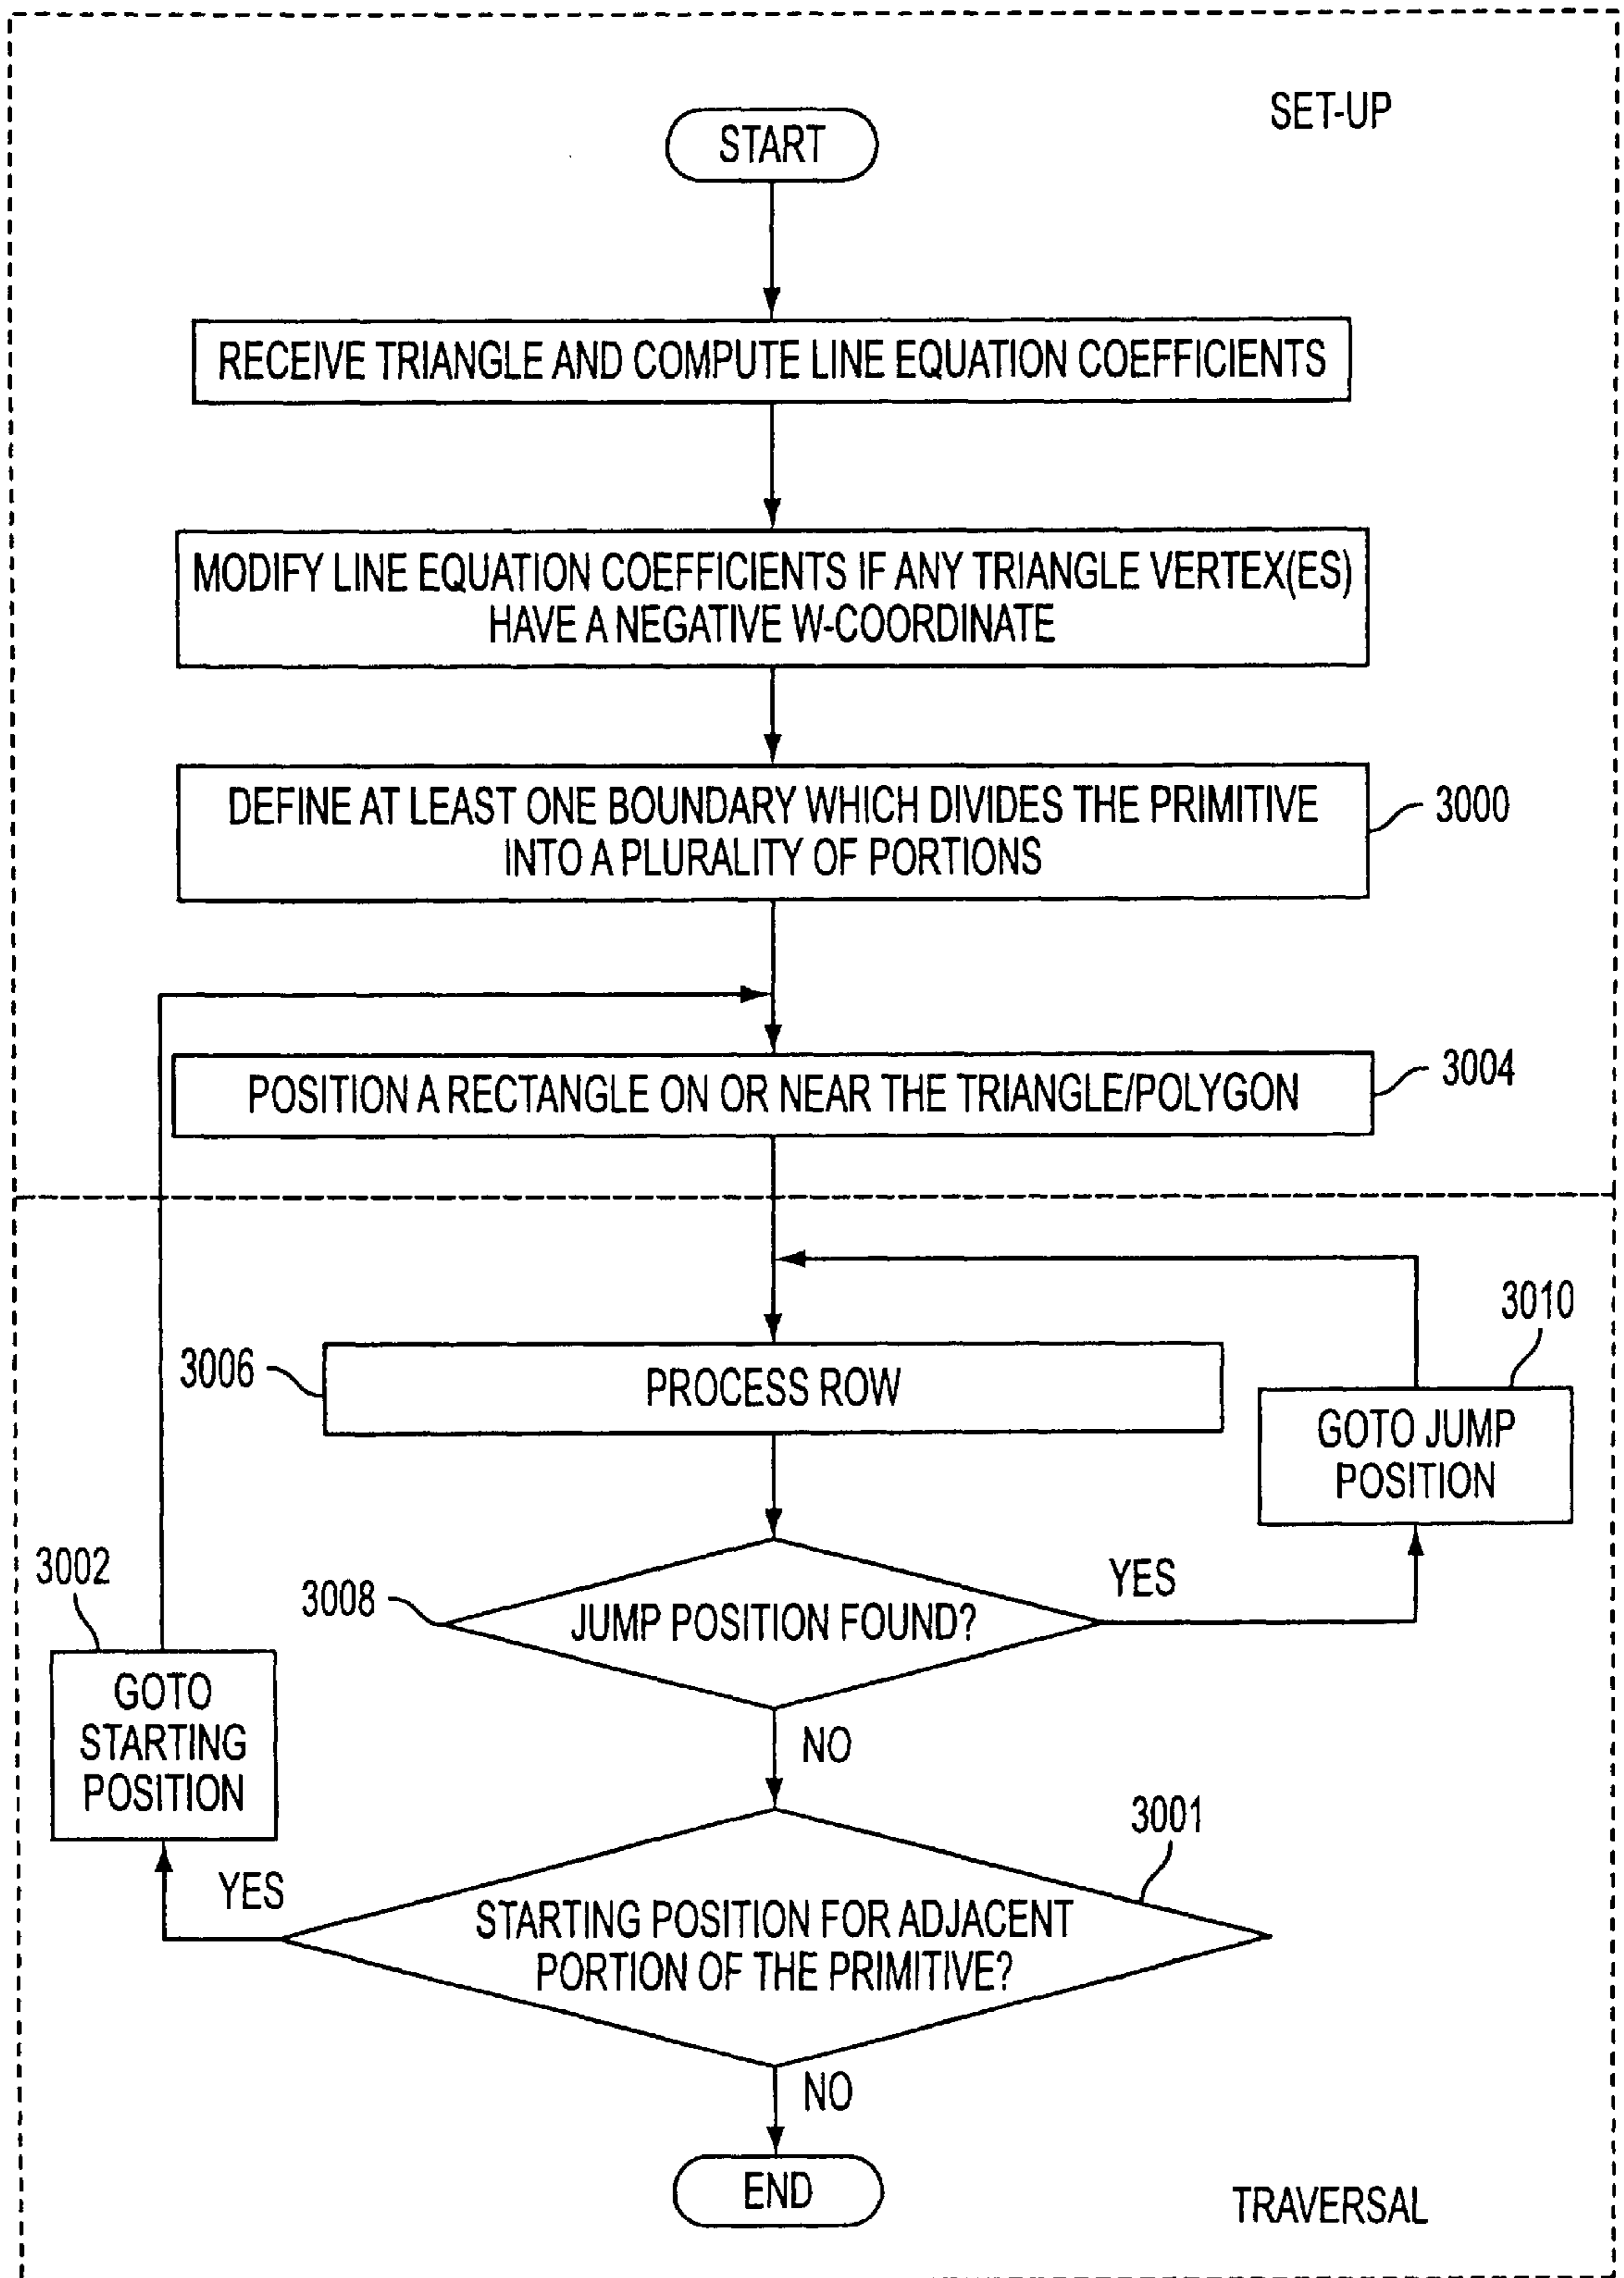 SET-UP
START
RECEIVE TRIANGLE AND COMPUTE LINE EQUATION COEFFICIENTS
MODIFY LINE EQUATION COEFFICIENTS IF ANY TRIANGLE VERTEX(ES)
HAVE A NEGATIVE W-COORDINATE
DEFINE AT LEAST ONE BOUNDARY WHICH DIVIDES THE PRIMITIVE
INTO A PLURALITY OF PORTIONS
3000
POSITION A RECTANGLE ON OR NEAR THE TRIANGLE/POLYGON
3004
3006
PROCESS ROW
3010
GOTO JUMP
POSITION
3008
JUMP POSITION FOUND?
YES
NO
3002
GOTO
STARTING
POSITION
YES
3001
STARTING POSITION FOR ADJACENT
PORTION OF THE PRIMITIVE?
NO
END
TRAVERSAL